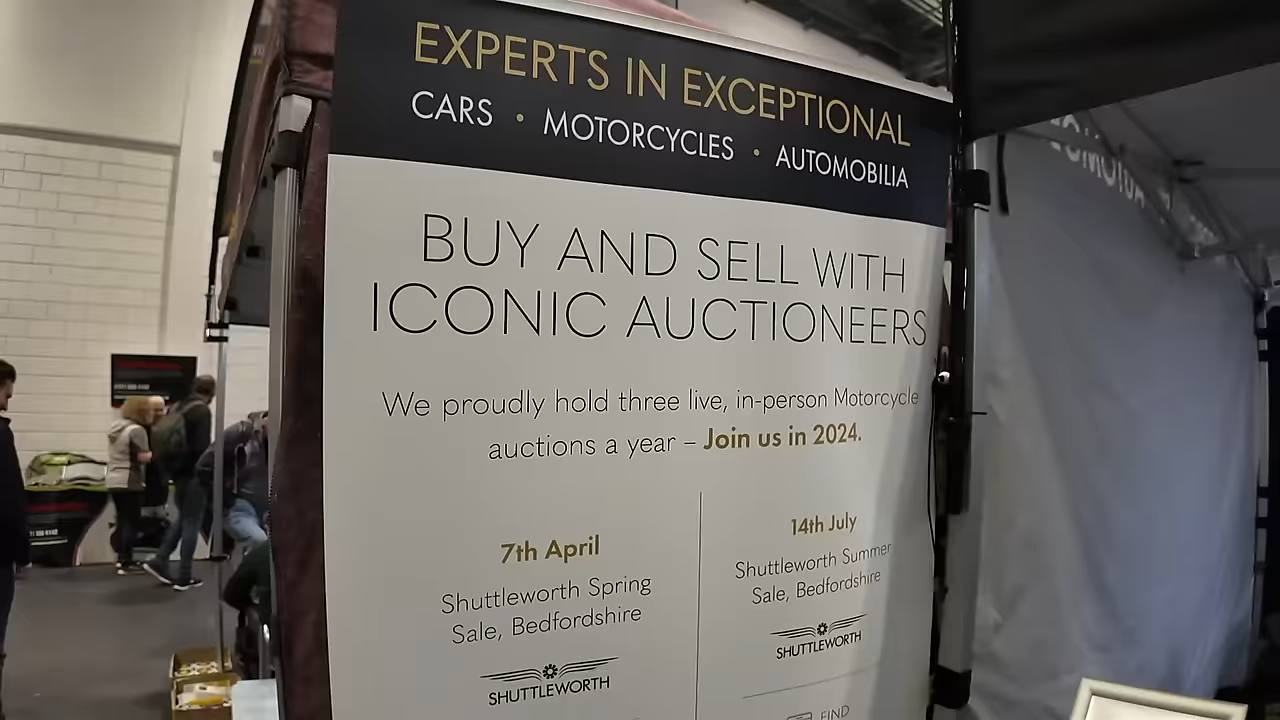 EXPERTS IN EXCEPTIONAL
CARS • MOTORCYCLES • AUTOMOBILIA
BUY AND SELL WITH
ICONIC AUCTIONEERS
We proudly hold three live, in-person Motorcycle
auctions a year – Join us in 2024.
7th April
Shuttleworth Spring
Sale, Bedfordshire
SHUTTLEWORTH
14th July
Shuttleworth Summer
Sale, Bedfordshire
SHUTTLEWORTH
FIND